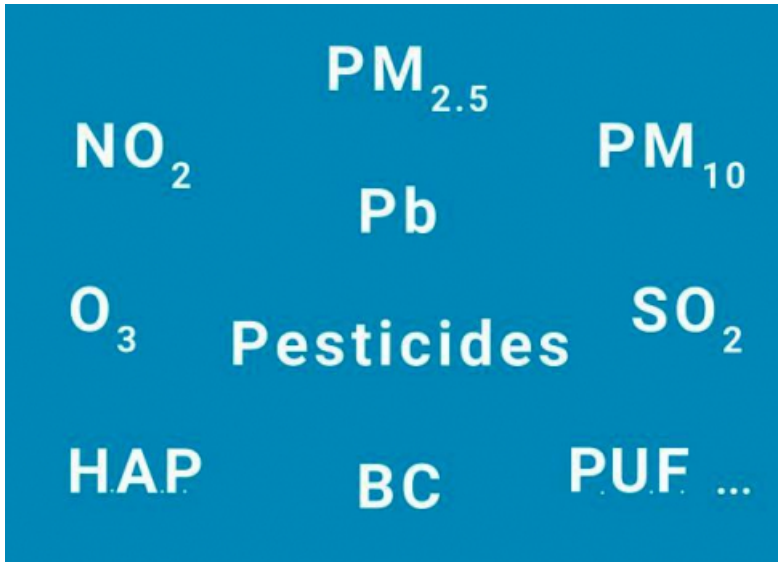 PM2.5
NO2
PM10
Pb
O3
SO2
Pesticides
H.A.P.
BC
P.U.F. ...